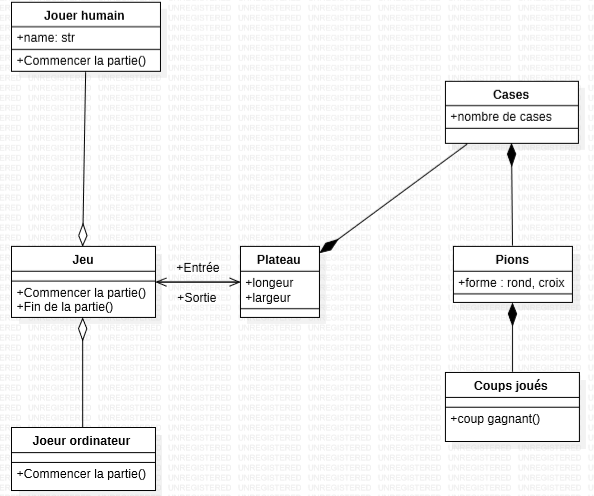 Jouer humain
+name: str
+Commencer la partie()
Cases
+nombre de cases
Jeu
+Commencer la partie()
+Fin de la partie()
+Entrée
+Sortie
Plateau
+longeur
+largeur
Pions
+forme : rond, croix
Coups joués
+coup gagnant()
Joeur ordinateur
+Commencer la partie()
UNREGISTERED